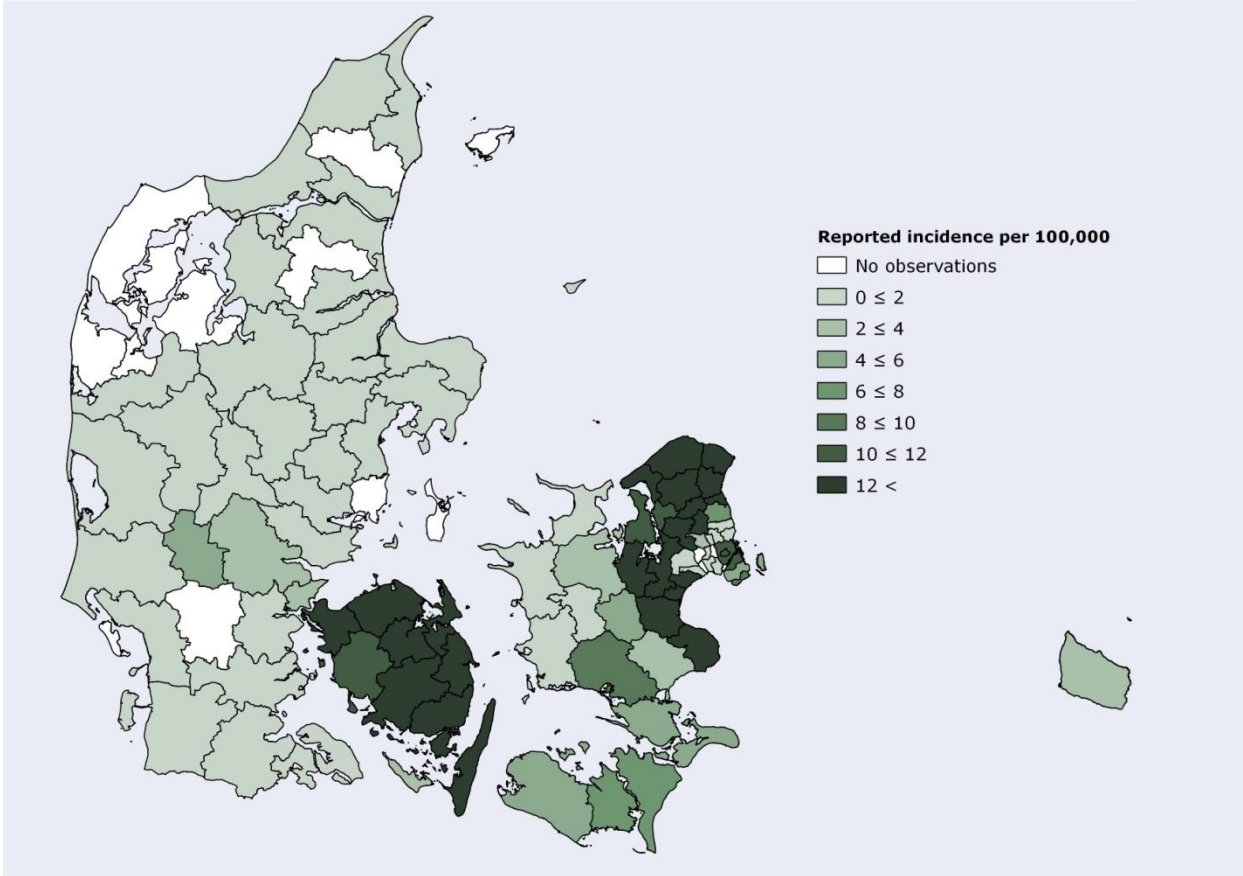 Reported incidence per 100,000
No observations
0 ≤ 2
2 ≤ 4
4 ≤ 6
6 ≤ 8
8 ≤ 10
10 ≤ 12
12 <